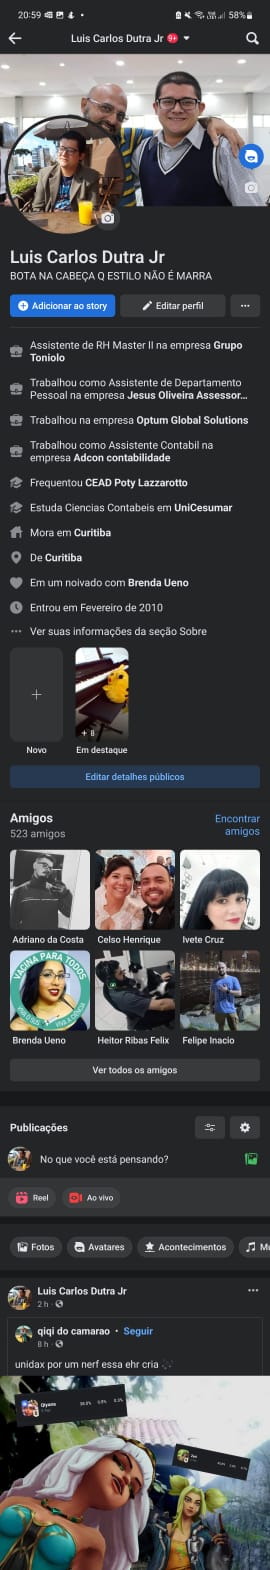 20:59
58%
Luis Carlos Dutra Jr 9+
Luis Carlos Dutra Jr
BOTA NA CABEÇA Q ESTILO NÃO É MARRA
Adicionar ao story
Editar perfil
Assistente de RH Master II na empresa Grupo
Toniolo
Trabalhou como Assistente de Departamento
Pessoal na empresa Jesus Oliveira Assessor...
Trabalhou na empresa Optum Global Solutions
Trabalhou como Assistente Contabil na
empresa Adcon contabilidade
Frequentou CEAD Poty Lazzarotto
Estuda Ciencias Contabeis em UniCesumar
Mora em Curitiba
De Curitiba
Em um noivado com Brenda Ueno
Entrou em Fevereiro de 2010
Ver suas informações da seção Sobre
+ 8
Novo
Em destaque
Editar detalhes públicos
Amigos
523 amigos
Encontrar
amigos
Adriano da Costa
Celso Henrique
Ivete Cruz
VACINA PARA TODOS
Brenda Ueno
Heitor Ribas Felix
Felipe Inacio
Ver todos os amigos
Publicações
No que você está pensando?
Reel
Ao vivo
Fotos
Avatares
Acontecimentos
Mú
Luis Carlos Dutra Jr
2 h
qiqi do camarao • Seguir
8 h
unidax por um nerf essa ehr cria
Qiyana